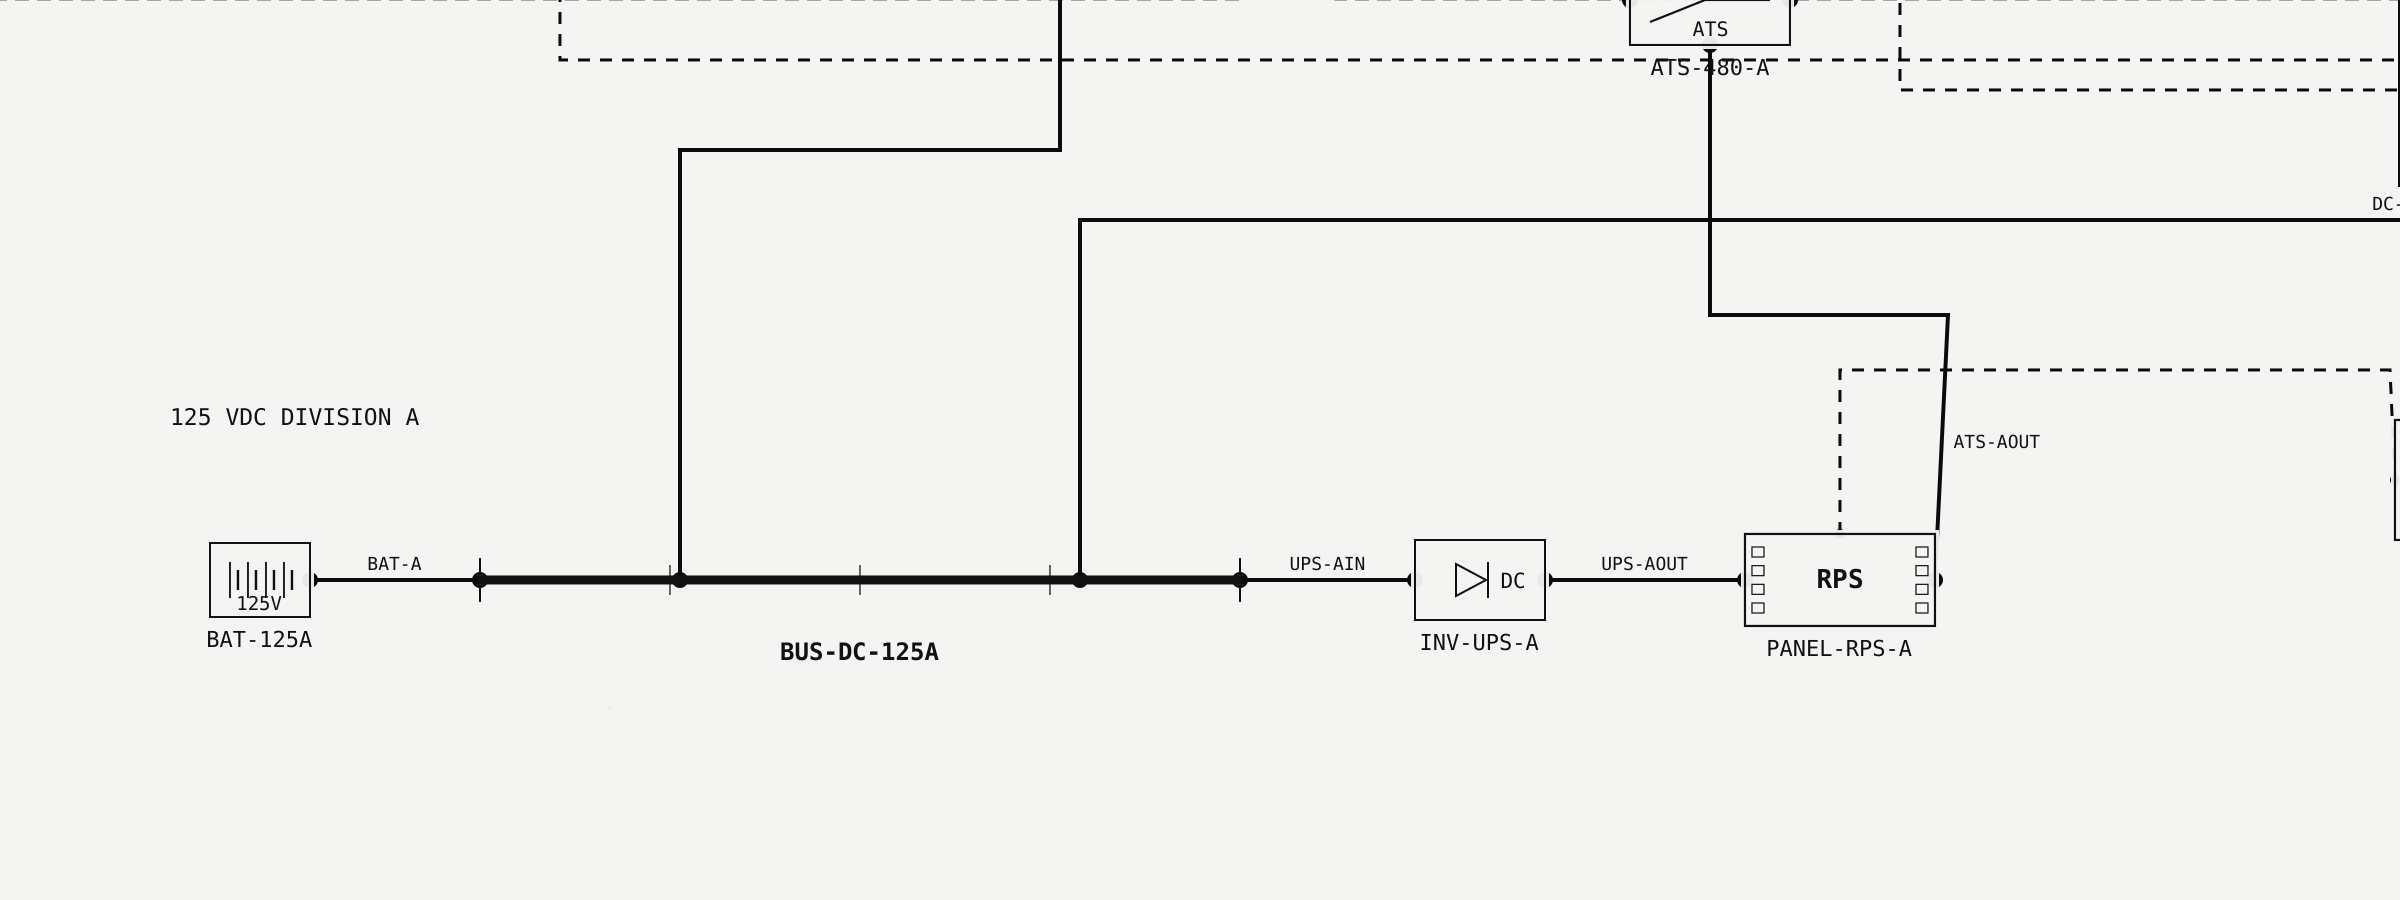 ATS
ATS-480-A
DC-
125 VDC DIVISION A
ATS-AOUT
BAT-A
UPS-AIN
UPS-AOUT
125V
DC
RPS
BAT-125A
BUS-DC-125A
INV-UPS-A
PANEL-RPS-A